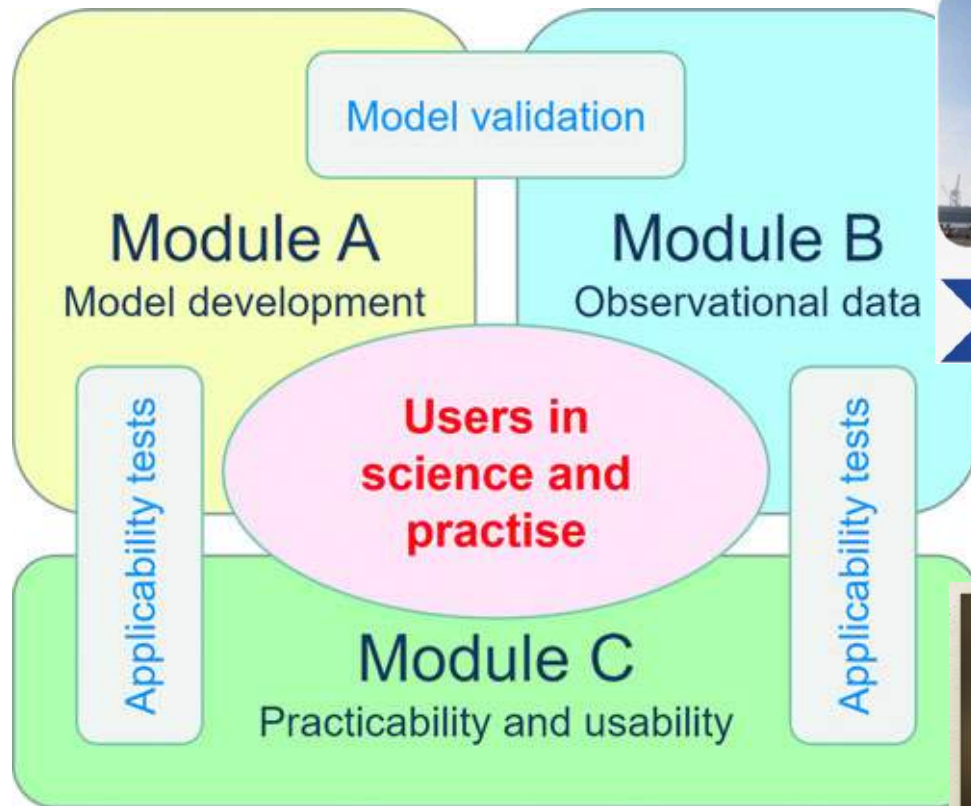 Model validation
Module A
Model development
Module B
Observational data
Users in
science and
practise
Applicability tests
Applicability tests
Module C
Practicability and usability